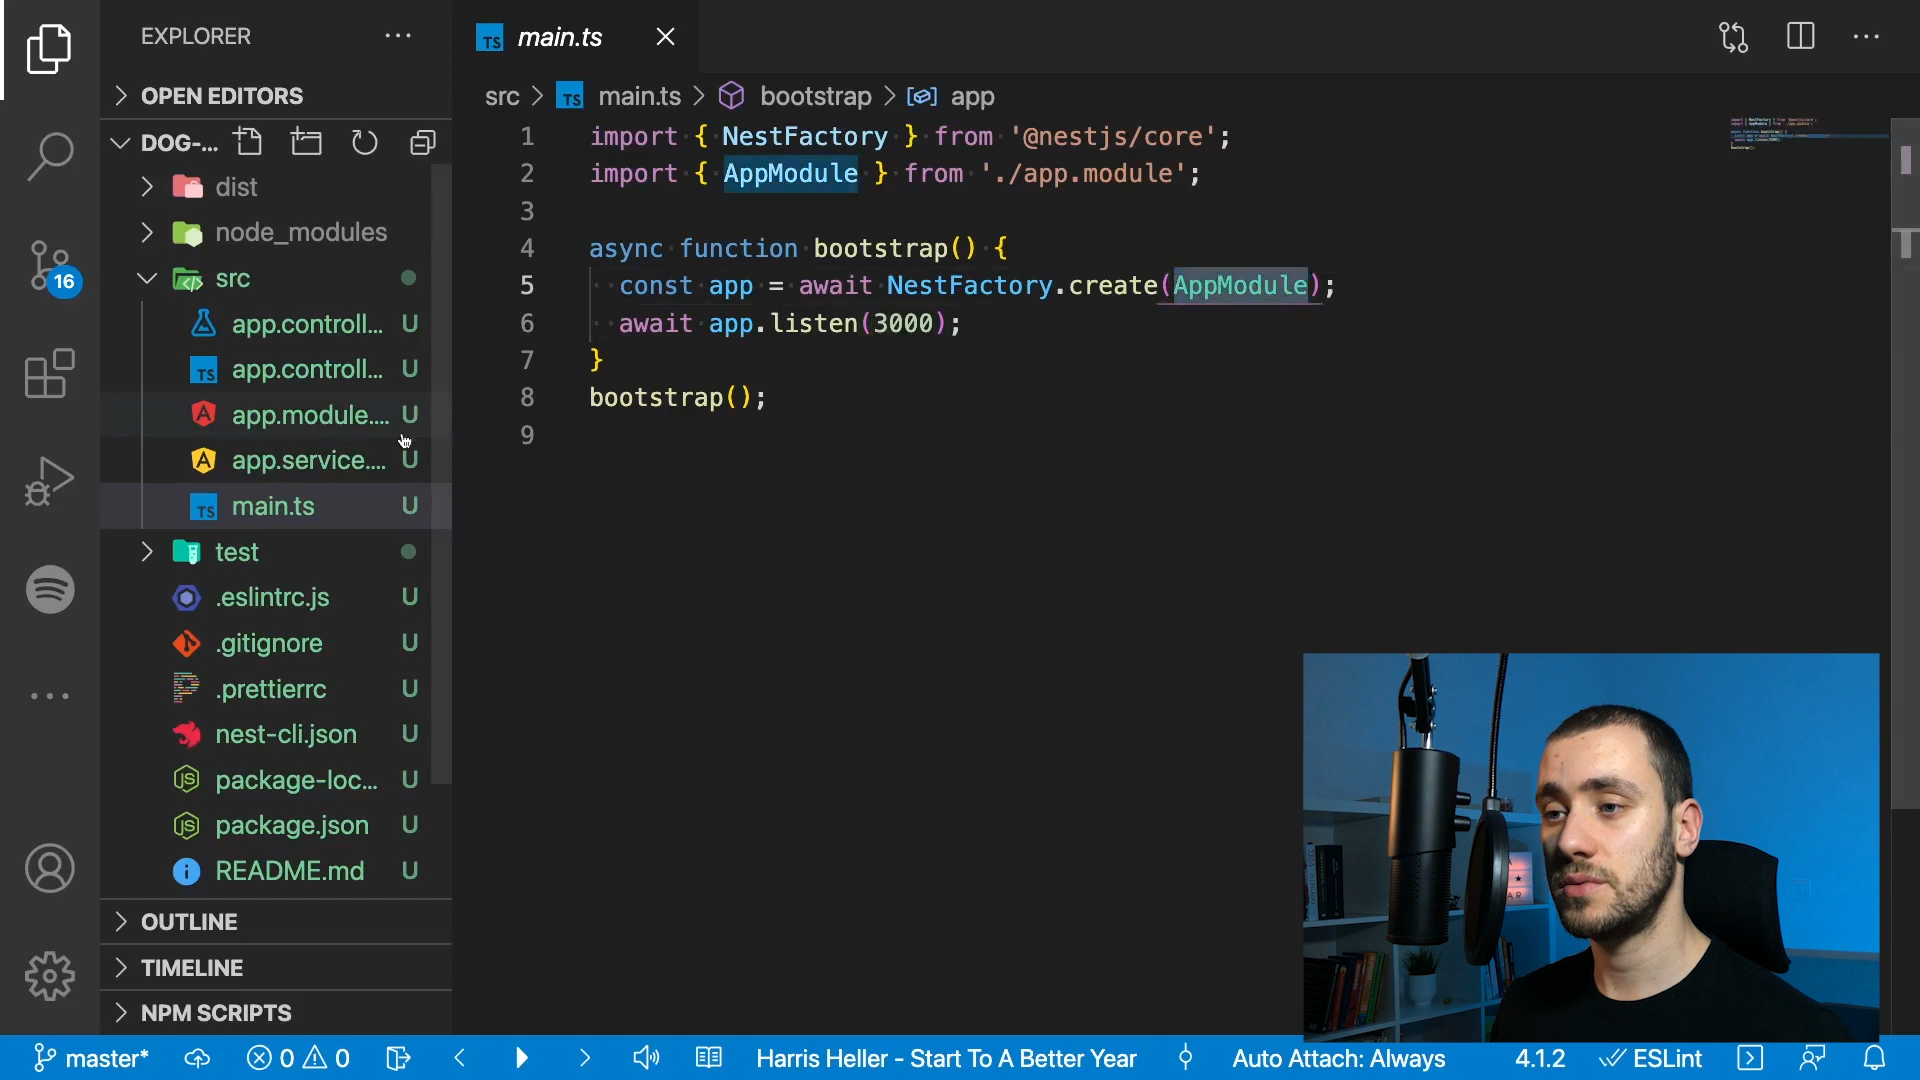 EXPLORER
OPEN EDITORS
DOG-...
dist
node_modules
src
app.controll... U
app.controll... U
app.module.... U
app.service.... U
main.ts U
test
.eslintrc.js U
.gitignore U
.prettierrc U
nest-cli.json U
package-loc... U
package.json U
README.md U
OUTLINE
TIMELINE
NPM SCRIPTS
16
TS main.ts
src > TS main.ts > bootstrap > app
1 import { NestFactory } from '@nestjs/core';
2 import { AppModule } from './app.module';
3
4 async function bootstrap() {
5 const app = await NestFactory.create(AppModule);
6 await app.listen(3000);
7 }
8 bootstrap();
9
master* 0 0 Harris Heller - Start To A Better Year Auto Attach: Always 4.1.2 ESLint